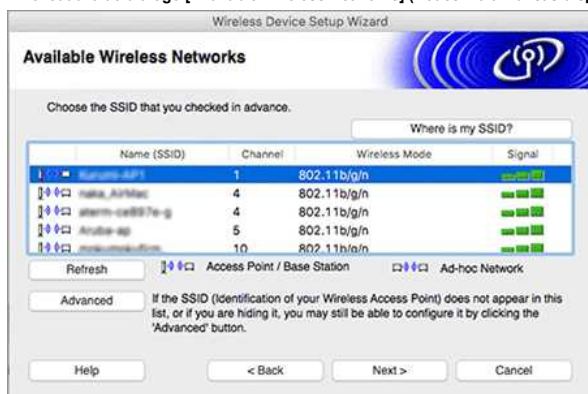 Wireless Device Setup Wizard
Available Wireless Networks
Choose the SSID that you checked in advance.
Where is my SSID?
Name (SSID) Channel Wireless Mode Signal
1 802.11b/g/n
4 802.11b/g/n
4 802.11b/g/n
5 802.11b/g/n
10 802.11b/g/n
Refresh Access Point / Base Station Ad-hoc Network
Advanced If the SSID (Identification of your Wireless Access Point) does not appear in this
list, or if you are hiding it, you may still be able to configure it by clicking the
'Advanced' button.
Help < Back Next > Cancel